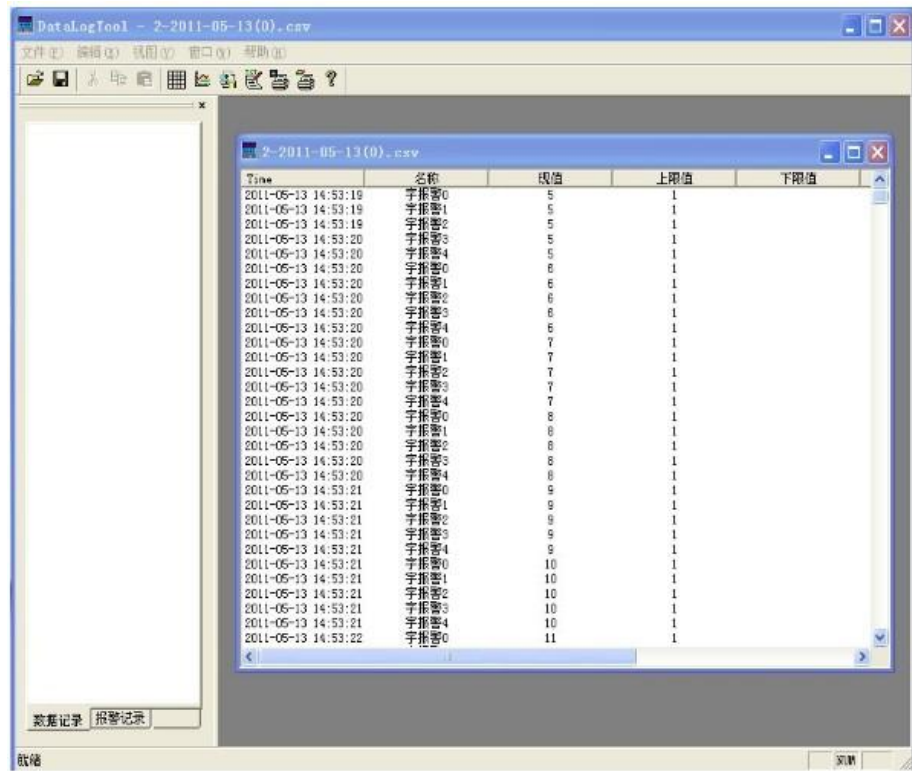 DataLogTool - 2-2011-05-13(0).csv
文件(F) 编辑(E) 视图(V) 窗口(W) 帮助(H)
2-2011-05-13(0).csv
Time 名称 现值 上限值 下限值
2011-05-13 14:53:19 字报警0 5 1
2011-05-13 14:53:19 字报警1 5 1
2011-05-13 14:53:19 字报警2 5 1
2011-05-13 14:53:20 字报警3 5 1
2011-05-13 14:53:20 字报警4 5 1
2011-05-13 14:53:20 字报警0 6 1
2011-05-13 14:53:20 字报警1 6 1
2011-05-13 14:53:20 字报警2 6 1
2011-05-13 14:53:20 字报警3 6 1
2011-05-13 14:53:20 字报警4 6 1
2011-05-13 14:53:20 字报警0 7 1
2011-05-13 14:53:20 字报警1 7 1
2011-05-13 14:53:20 字报警2 7 1
2011-05-13 14:53:20 字报警3 7 1
2011-05-13 14:53:20 字报警4 7 1
2011-05-13 14:53:20 字报警0 8 1
2011-05-13 14:53:20 字报警1 8 1
2011-05-13 14:53:20 字报警2 8 1
2011-05-13 14:53:20 字报警3 8 1
2011-05-13 14:53:20 字报警4 8 1
2011-05-13 14:53:21 字报警0 9 1
2011-05-13 14:53:21 字报警1 9 1
2011-05-13 14:53:21 字报警2 9 1
2011-05-13 14:53:21 字报警3 9 1
2011-05-13 14:53:21 字报警4 9 1
2011-05-13 14:53:21 字报警0 10 1
2011-05-13 14:53:21 字报警1 10 1
2011-05-13 14:53:21 字报警2 10 1
2011-05-13 14:53:21 字报警3 10 1
2011-05-13 14:53:21 字报警4 10 1
2011-05-13 14:53:22 字报警0 11 1
数据记录 报警记录
就绪 NUM